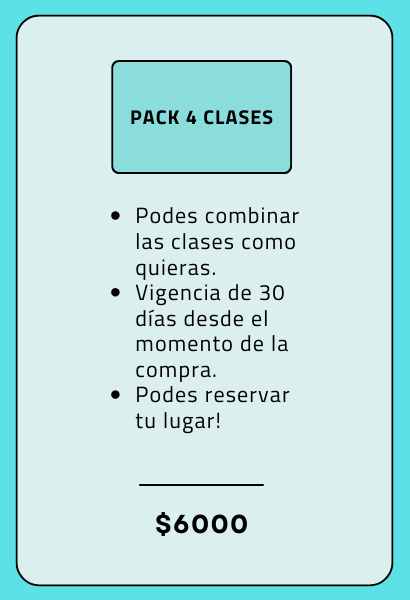 PACK 4 CLASES
• Podes combinar
las clases como
quieras.
• Vigencia de 30
días desde el
momento de la
compra.
• Podes reservar
tu lugar!
$6000